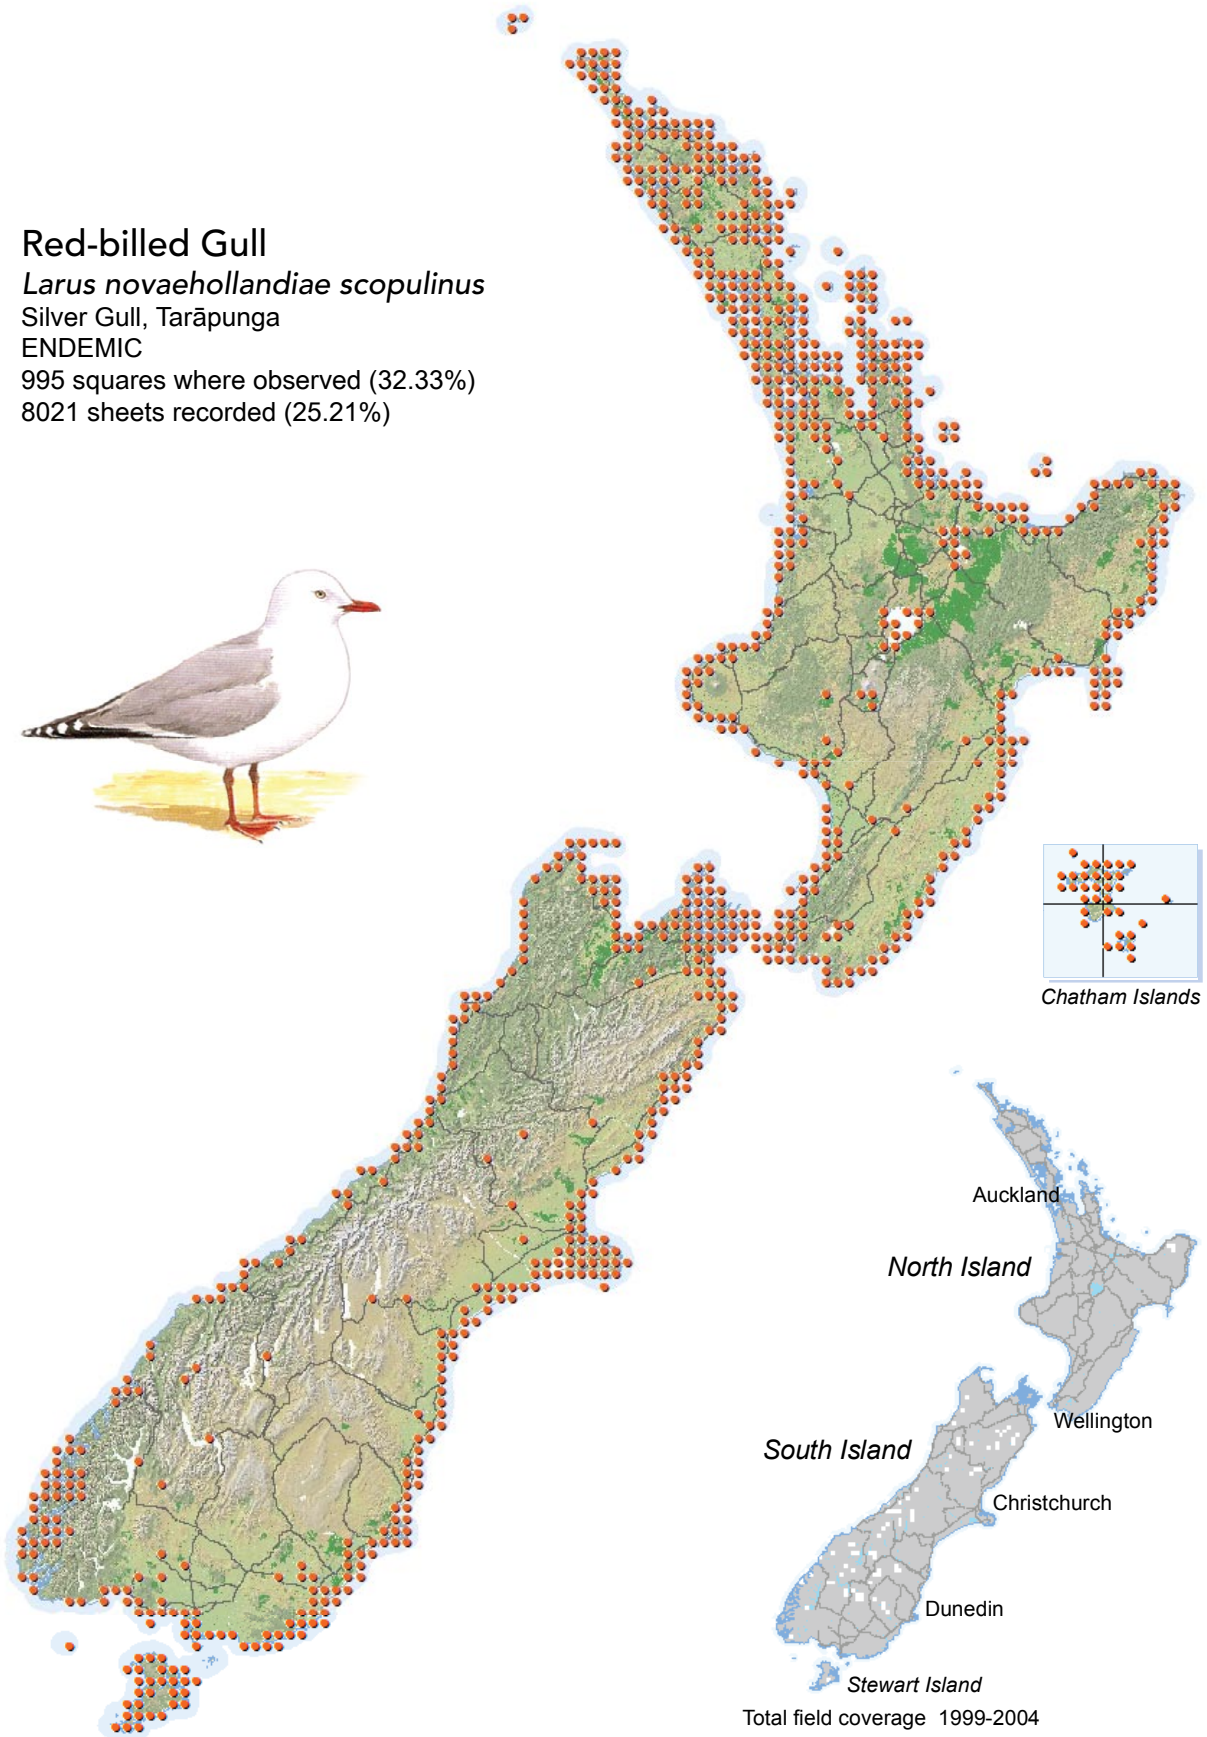 Red-billed Gull
Larus novaehollandiae scopulinus
Silver Gull, Tarāpunga
ENDEMIC
995 squares where observed (32.33%)
8021 sheets recorded (25.21%)
Chatham Islands
Auckland
North Island
Wellington
South Island
Christchurch
Dunedin
Stewart Island
Total field coverage 1999-2004